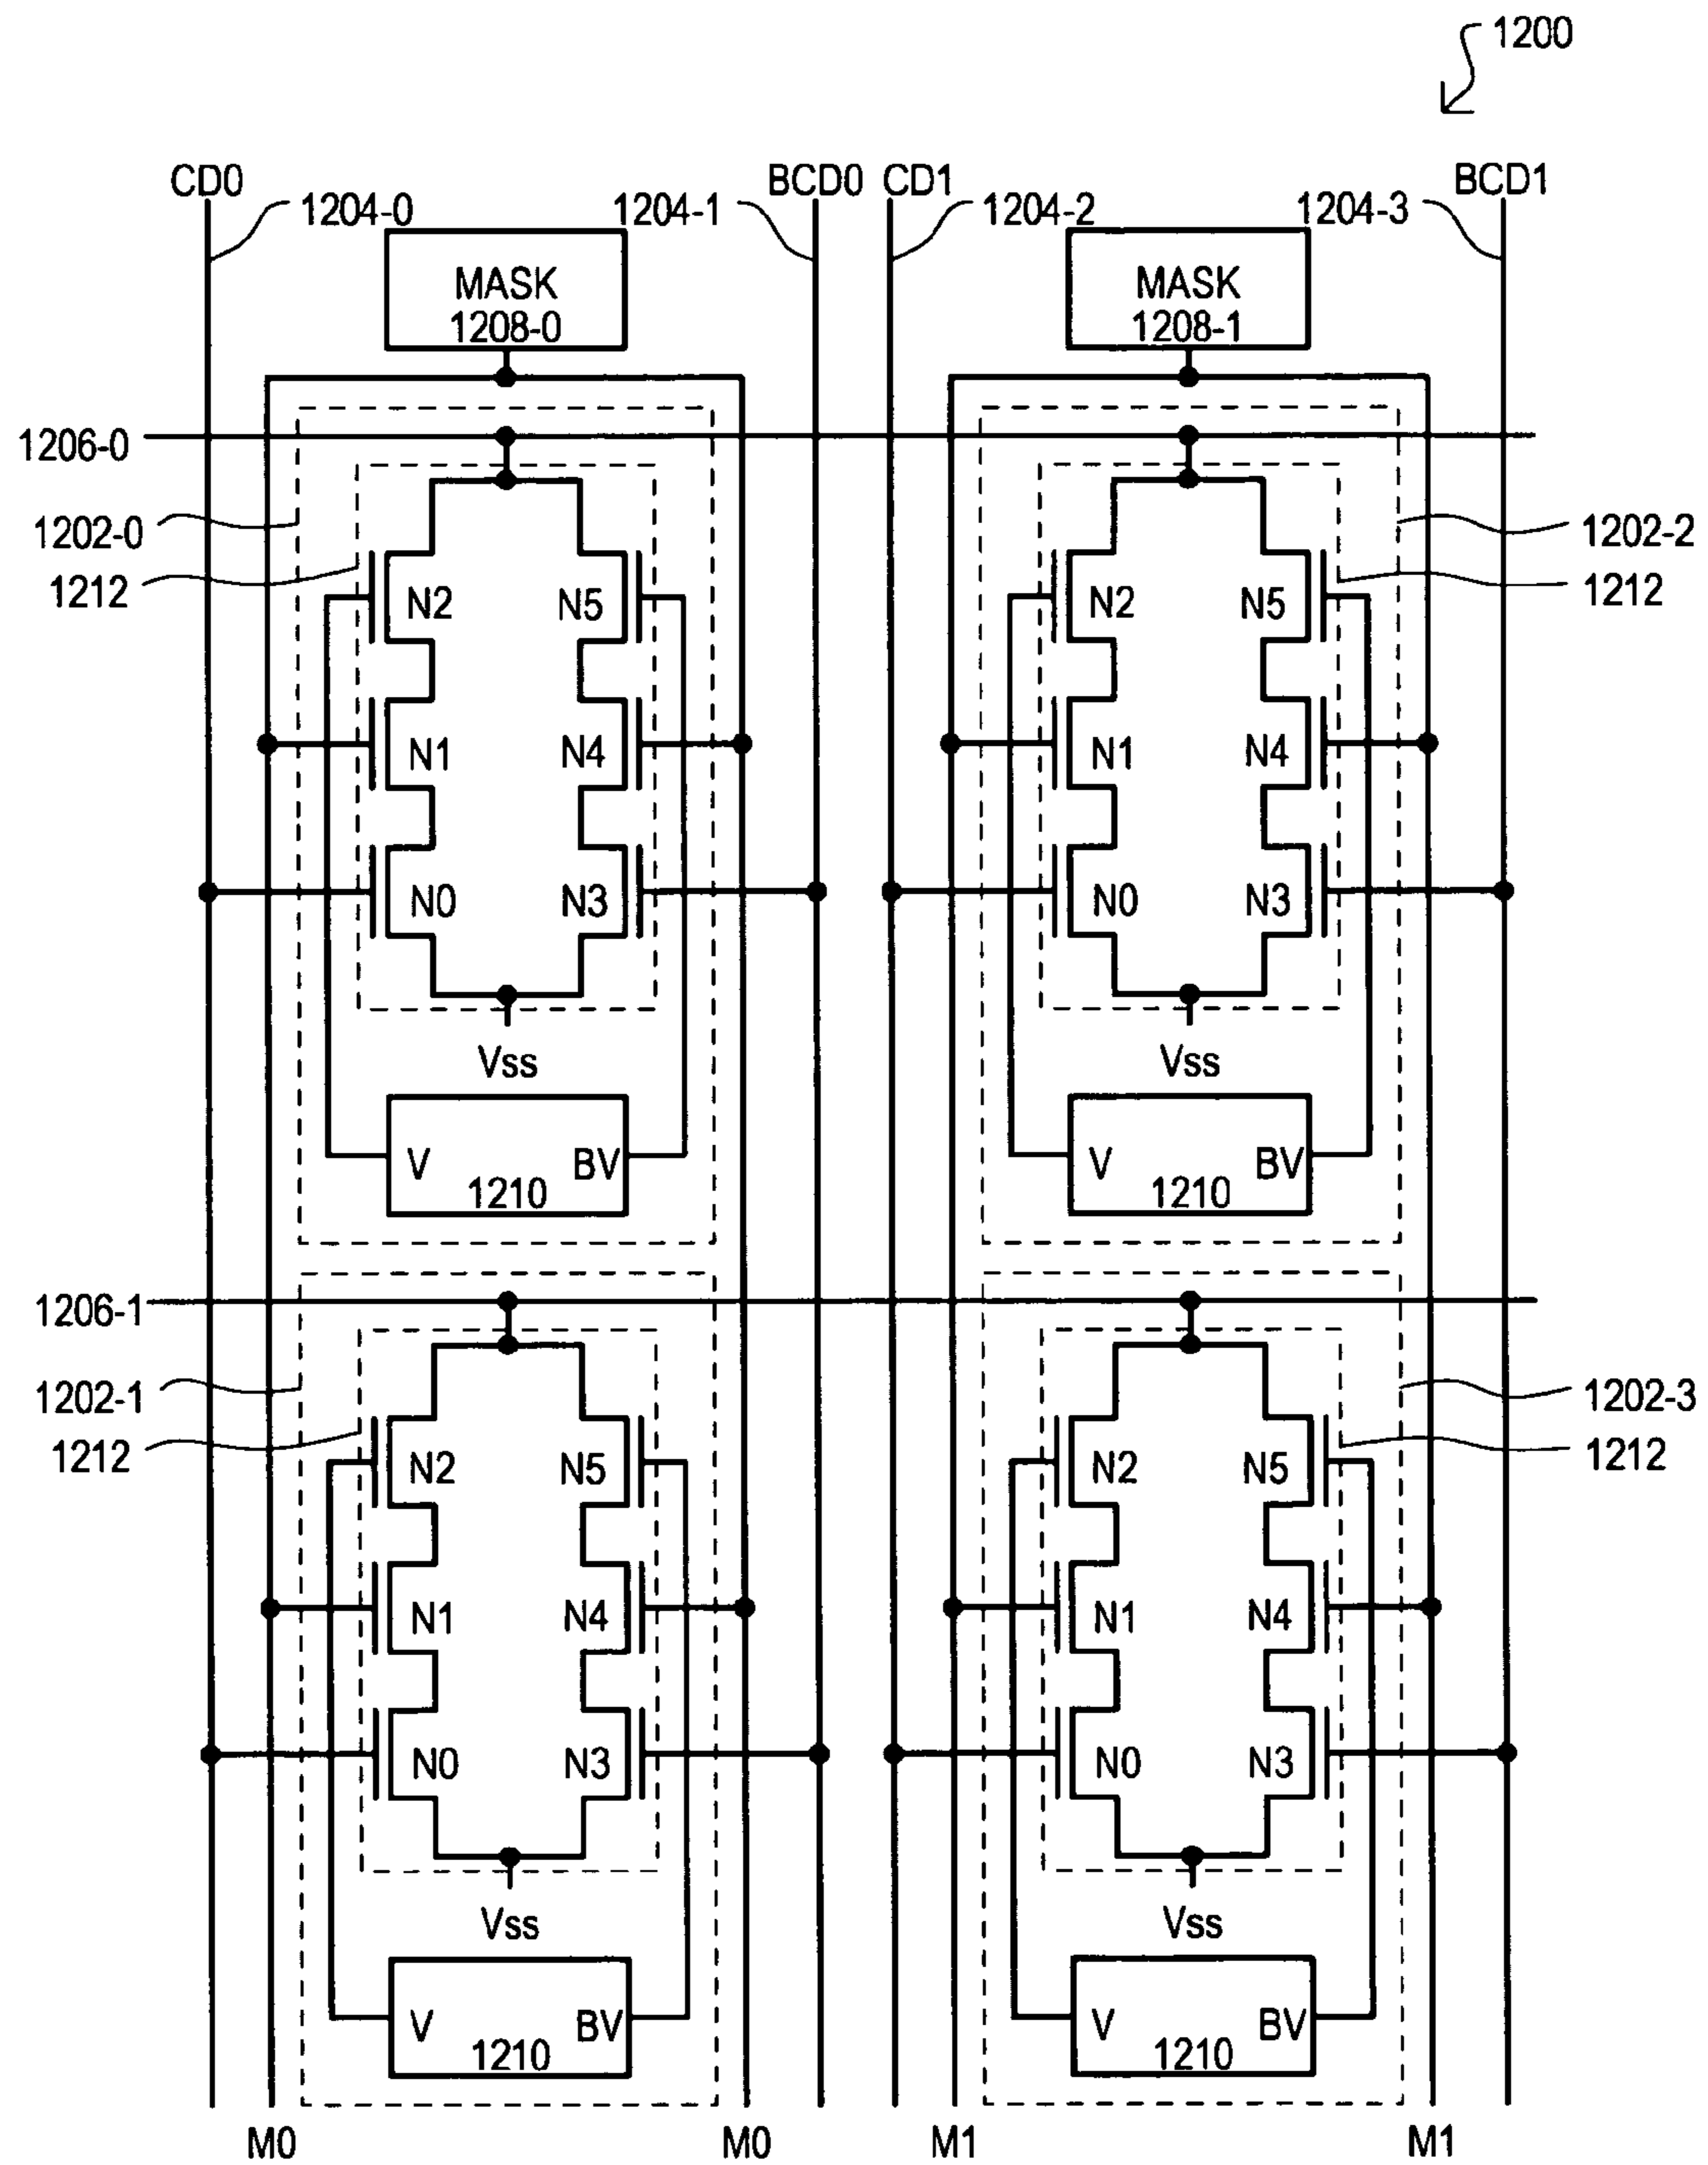 1200
CD0
BCD0
CD1
BCD1
1204-0
1204-1
1204-2
1204-3
MASK
1208-0
MASK
1208-1
1206-0
1202-0
1202-2
1212
1212
N2
N5
N2
N5
N1
N4
N1
N4
N0
N3
N0
N3
Vss
Vss
V
BV
V
BV
1210
1210
1206-1
1202-1
1202-3
1212
1212
N2
N5
N2
N5
N1
N4
N1
N4
N0
N3
N0
N3
Vss
Vss
V
BV
V
BV
1210
1210
M0
M0
M1
M1